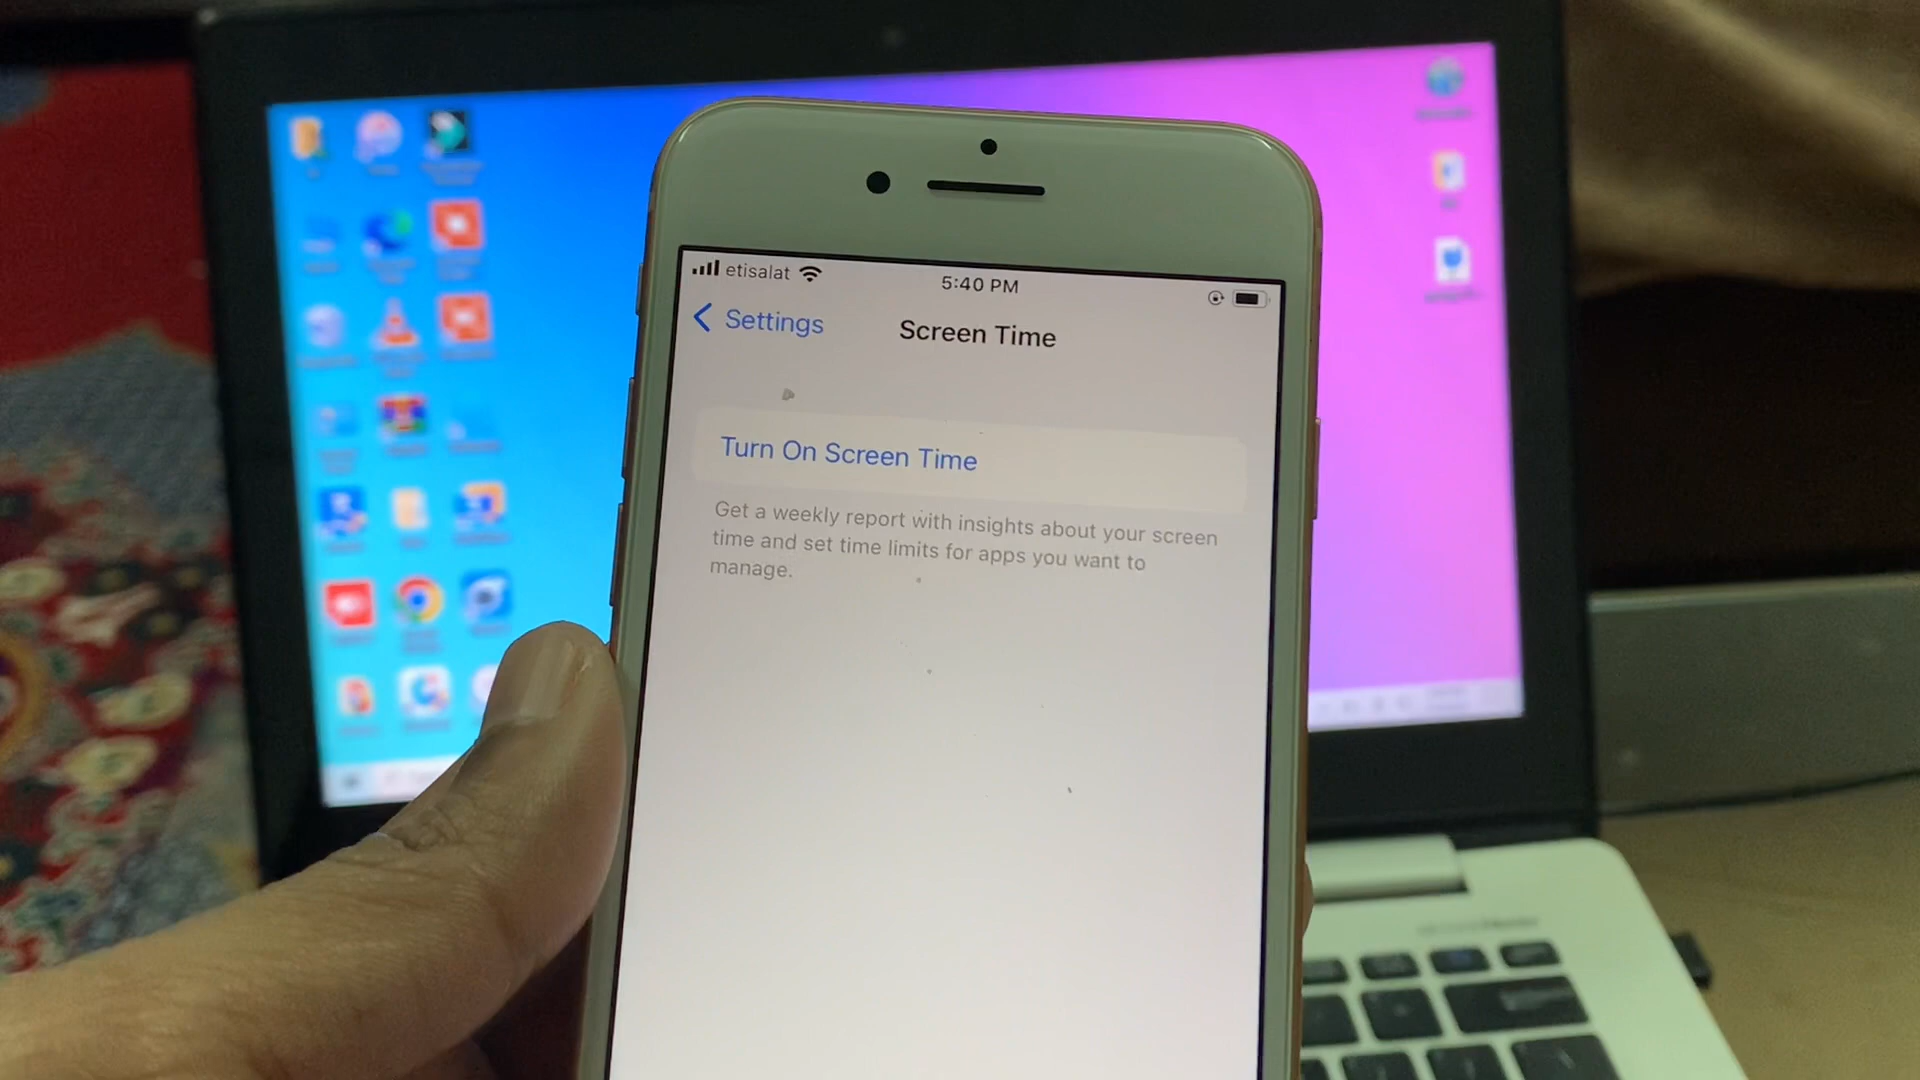 etisalat
5:40 PM
Settings
Screen Time
Turn On Screen Time
Get a weekly report with insights about your screen
time and set time limits for apps you want to
manage.